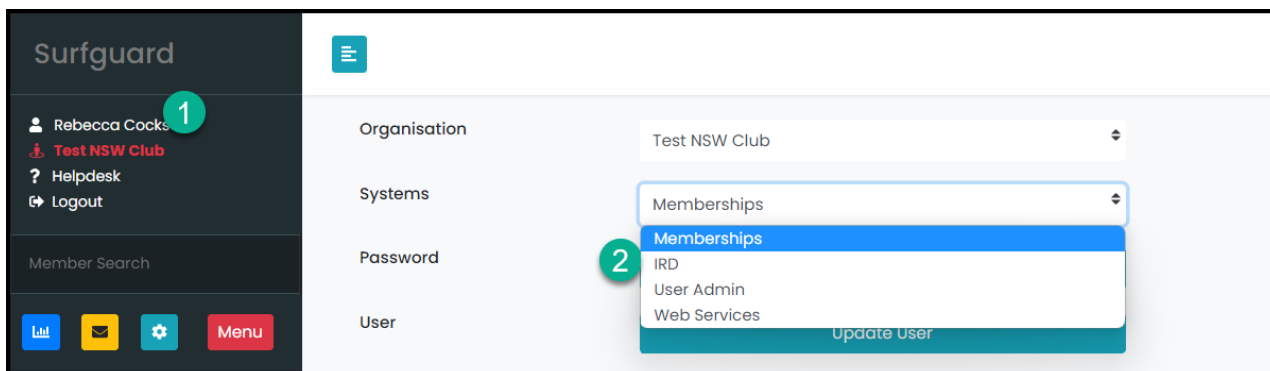 Surfguard
Rebecca Cocks
1
Test NSW Club
Helpdesk
Logout
Member Search
Menu
Organisation
Test NSW Club
Systems
Memberships
Memberships
Password
2
IRD
User Admin
Web Services
User
Update User